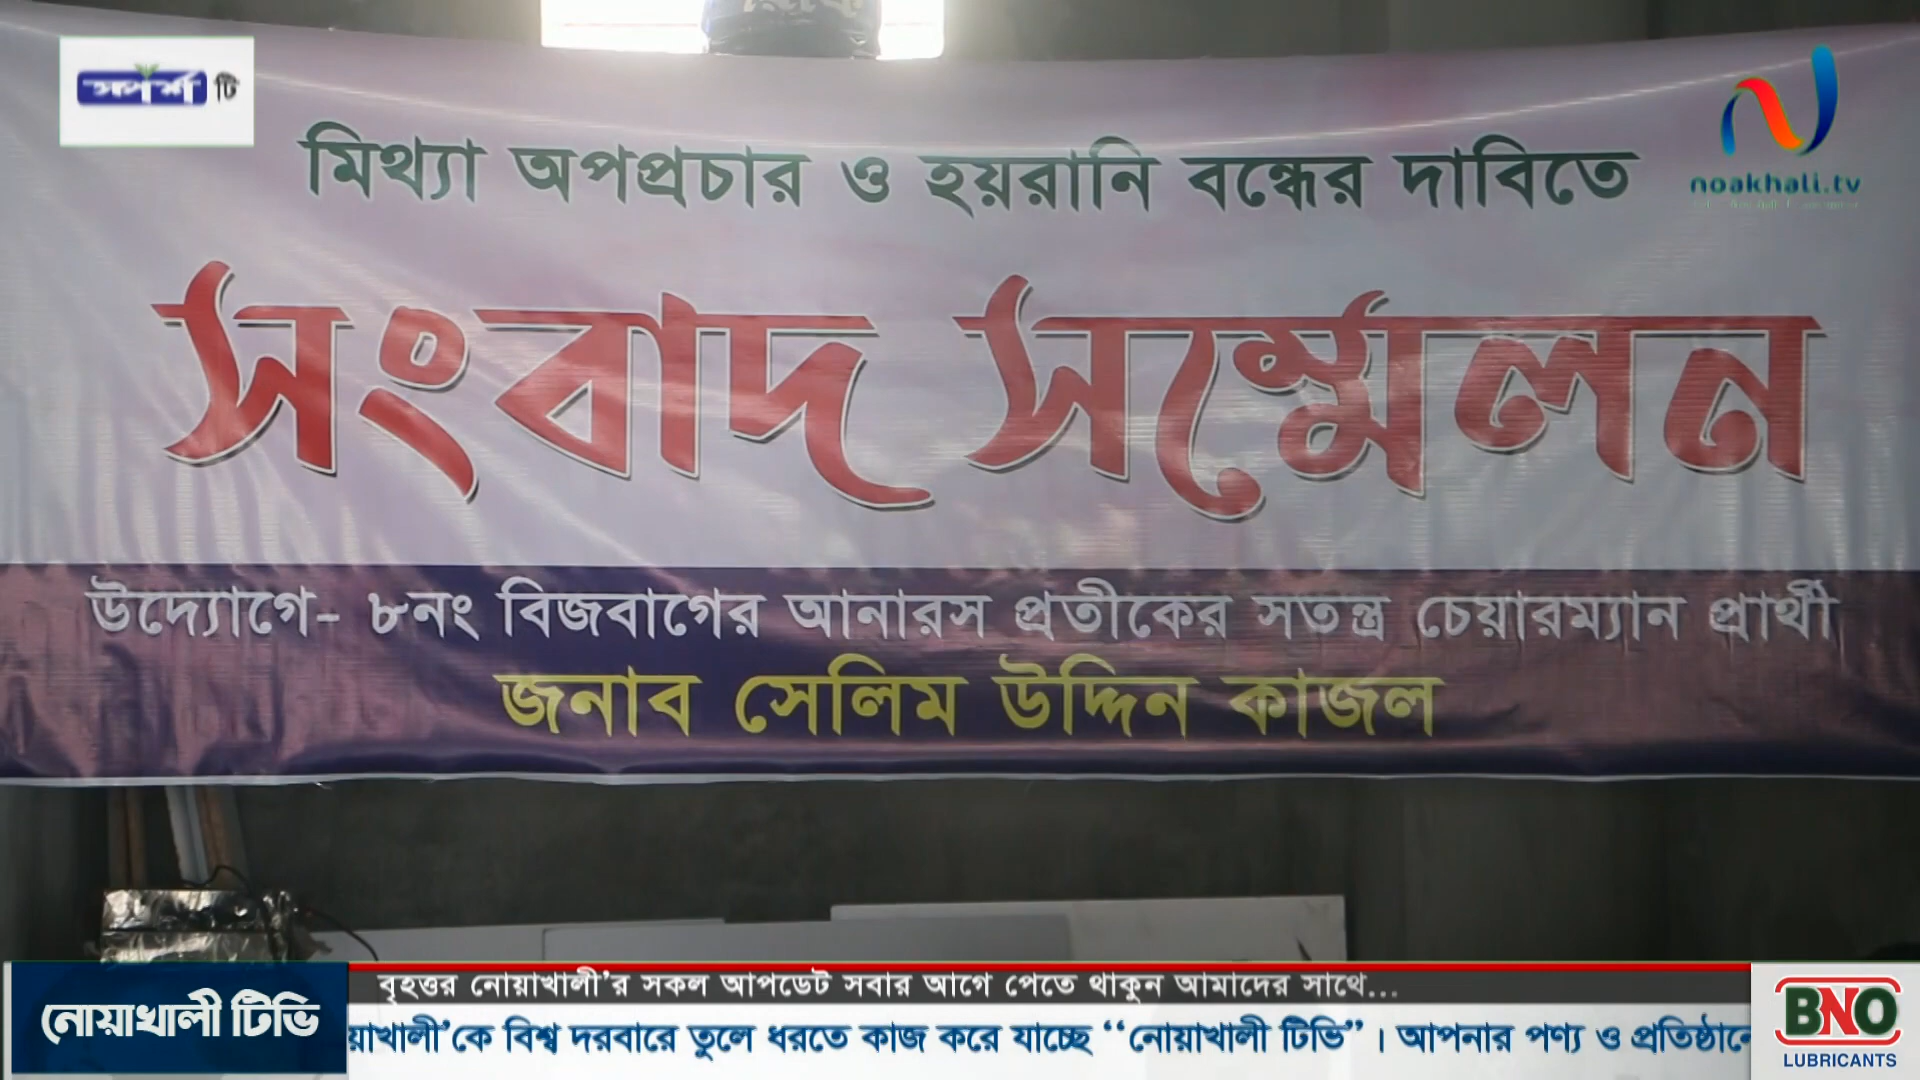 স্পর্শ টি
noakhali.tv
মিথ্যা অপপ্রচার ও হয়রানি বন্ধের দাবিতে
সংবাদ সম্মেলন
উদ্যোগে- ৮নং বিজবাগের আনারস প্রতীকের সতন্ত্র চেয়ারম্যান প্রার্থী
জনাব সেলিম উদ্দিন কাজল
বৃহত্তর নোয়াখালী'র সকল আপডেট সবার আগে পেতে থাকুন আমাদের সাথে...
নোয়াখালী টিভি
য়াখালী'কে বিশ্ব দরবারে তুলে ধরতে কাজ করে যাচ্ছে ‘‘নোয়াখালী টিভি’’ । আপনার পণ্য ও প্রতিষ্ঠানে
BNO
LUBRICANTS